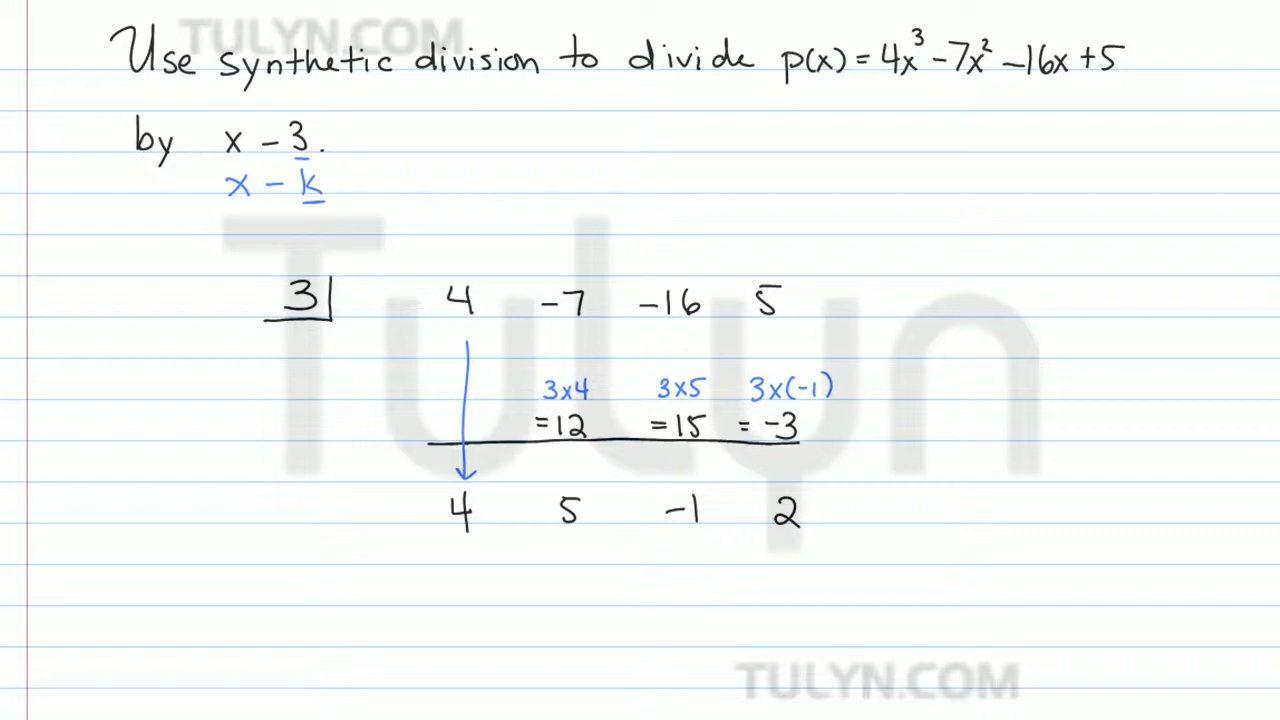 TULYN.COM
Use synthetic division to divide p(x) = 4x³ - 7x² - 16x + 5
by x - 3.
x - k
TULYN
3 4 -7 -16 5
3x4 3x5 3x(-1)
=12 =15 = -3
4 5 -1 2
TULYN.COM